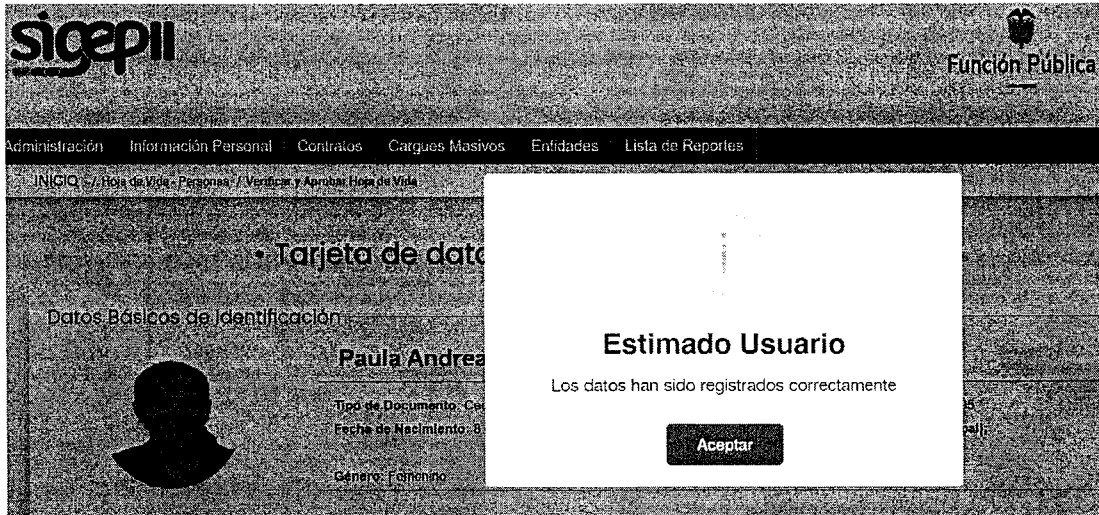 sigepII
Función Pública
Administración Información Personal Contratos Cargues Masivos Entidades Lista de Reportes
INICIO / Hoja de Vida - Persona / Verificar y Aprobar Hoja de Vida
• Tarjeta de dato
Datos Básicos de Identificación
Paula Andrea
Tipo de Documento: Ce
Fecha de Nacimiento: 8
Género: Femenino
Estimado Usuario
Los datos han sido registrados correctamente
Aceptar